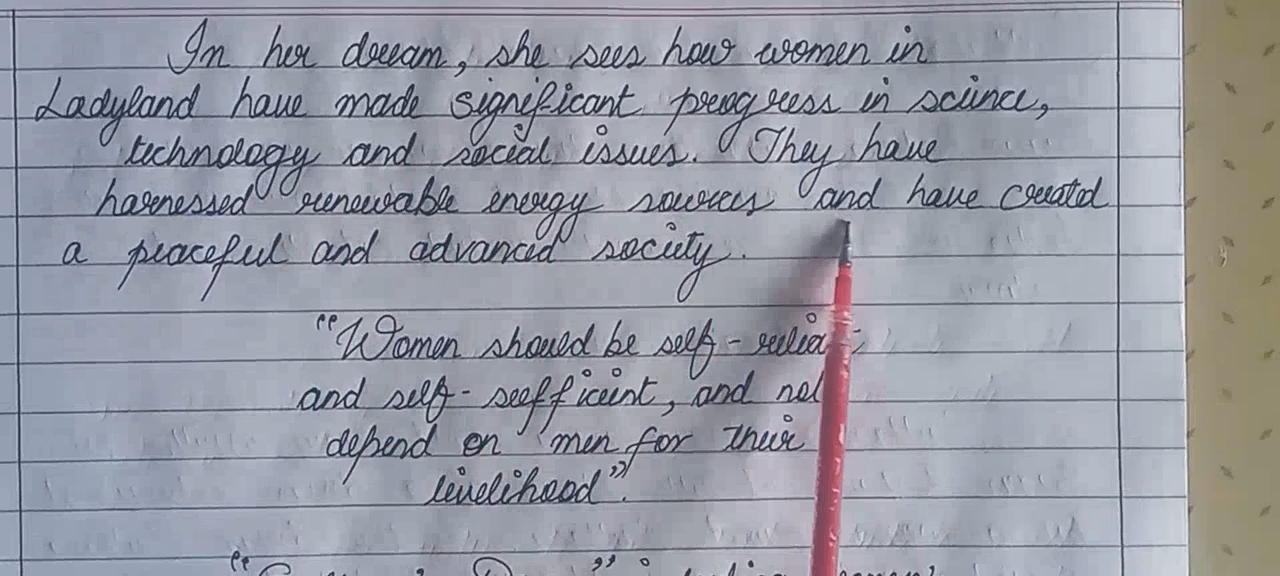 In her dream, she sees how women in
Ladyland have made significant progress in science,
technology and social issues. They have
harnessed renewable energy sources and have created
a peaceful and advanced society.
"Women should be self-
and self-sufficient, and not
depend on men for their
livelihood".